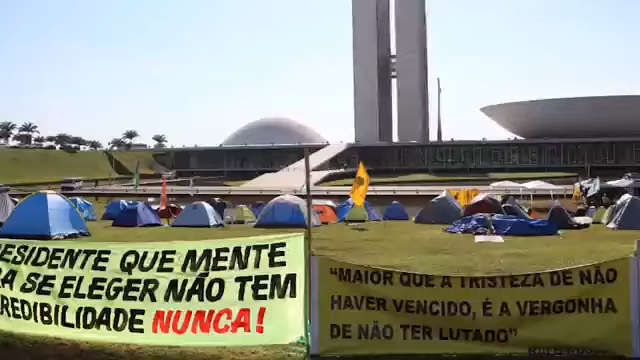 ESIDENTE QUE MENTE
RA SE ELEGER NÃO TEM
REDIBILIDADE NUNCA!
“MAIOR QUE A TRISTEZA DE NÃO
HAVER VENCIDO, É A VERGONHA
DE NÃO TER LUTADO”